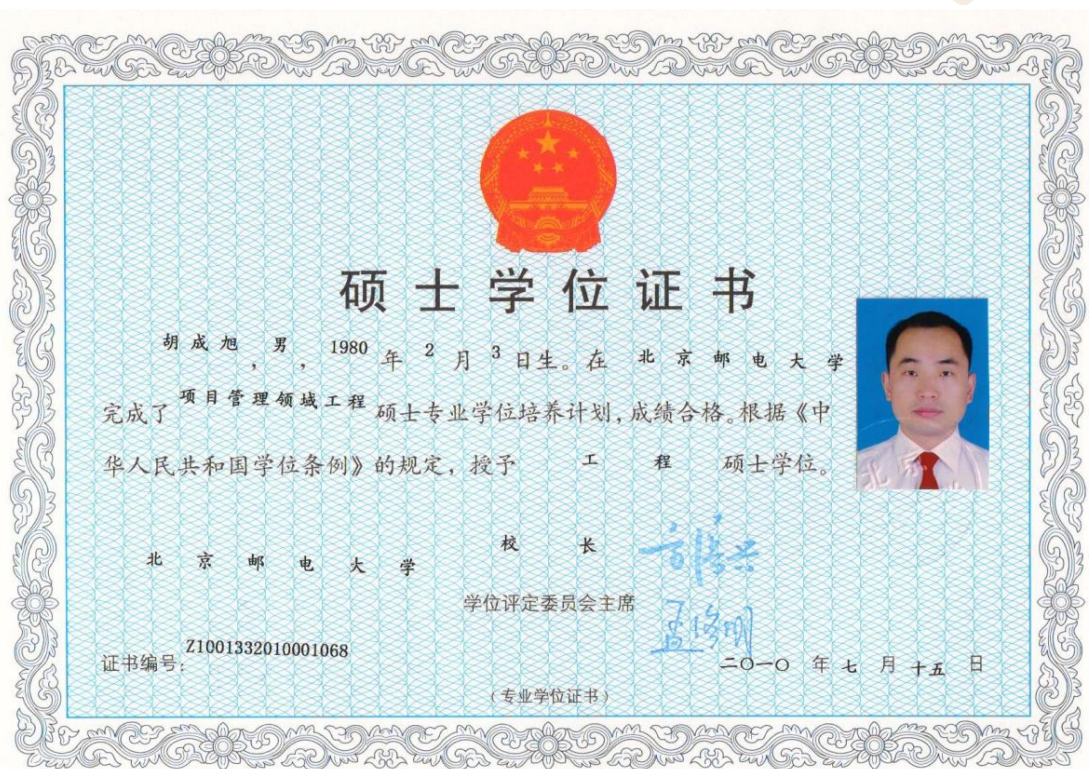 硕士学位证书
胡成旭，男，1980年2月3日生。在北京邮电大学
完成了项目管理领域工程硕士专业学位培养计划，成绩合格。根据《中
华人民共和国学位条例》的规定，授予工程硕士学位。
北京邮电大学 校长 方滨兴
学位评定委员会主席 孟洛明
证书编号：Z1001332010001068
二〇一〇年七月十五日
（专业学位证书）